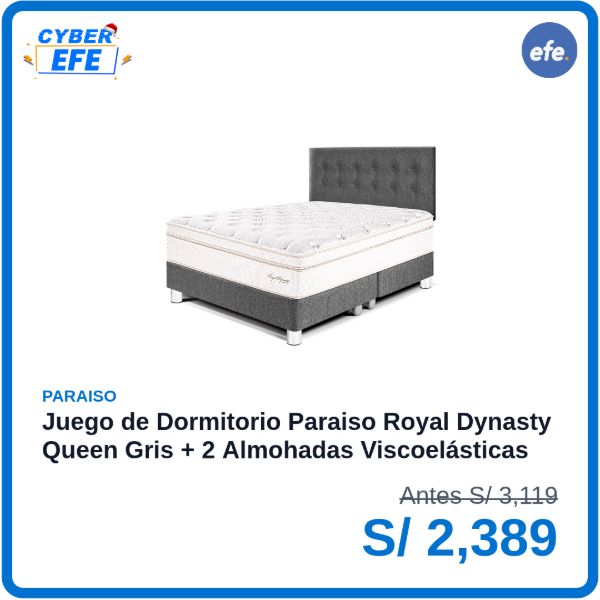 CYBER
EFE
efe.
PARAISO
Juego de Dormitorio Paraiso Royal Dynasty
Queen Gris + 2 Almohadas Viscoelásticas
Antes S/ 3,119
S/ 2,389